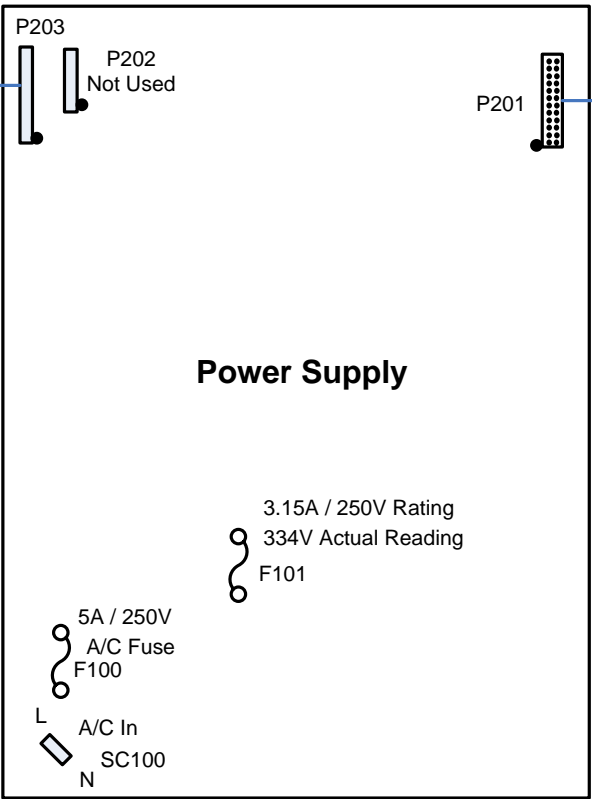 P203
P202
Not Used
P201
Power Supply
3.15A / 250V Rating
334V Actual Reading
F101
5A / 250V
A/C Fuse
F100
L
A/C In
SC100
N